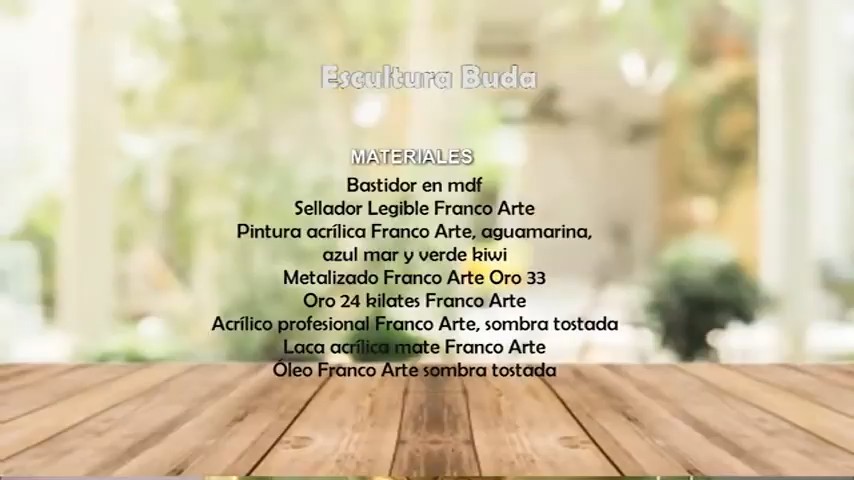 Escultura Buda
MATERIALES
Bastidor en mdf
Sellador Legible Franco Arte
Pintura acrílica Franco Arte, aguamarina,
azul mar y verde kiwi
Metalizado Franco Arte Oro 33
Oro 24 kilates Franco Arte
Acrílico profesional Franco Arte, sombra tostada
Laca acrílica mate Franco Arte
Óleo Franco Arte sombra tostada